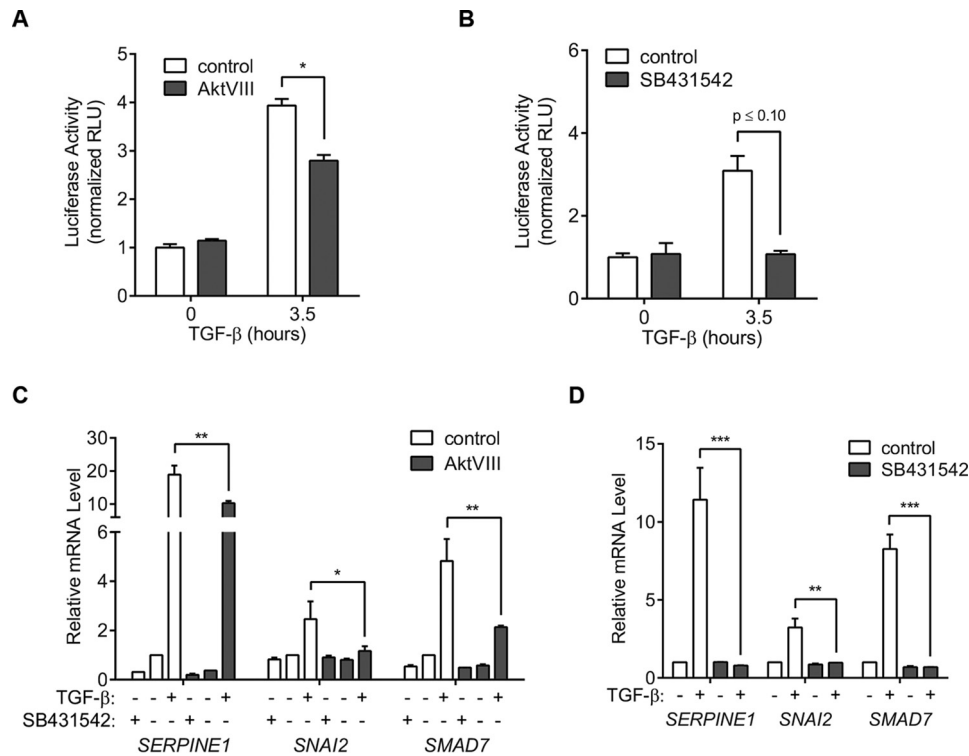 A
Luciferase Activity
(normalized RLU)
5
4
3
2
1
0
control
AktVIII
*
0
3.5
TGF-β (hours)
B
Luciferase Activity
(normalized RLU)
6
4
2
0
control
SB431542
p ≤ 0.10
0
3.5
TGF-β (hours)
C
Relative mRNA Level
30
20
10
6
4
2
0
control
AktVIII
**
*
**
TGF-β: - - + - - + - - + - - + - - + - - +
SB431542: + - - + - - + - - + - - + - - + - -
SERPINE1 SNAI2 SMAD7
D
Relative mRNA Level
15
10
5
0
control
SB431542
***
**
***
TGF-β: - + - + - + - + - + - +
SERPINE1 SNAI2 SMAD7